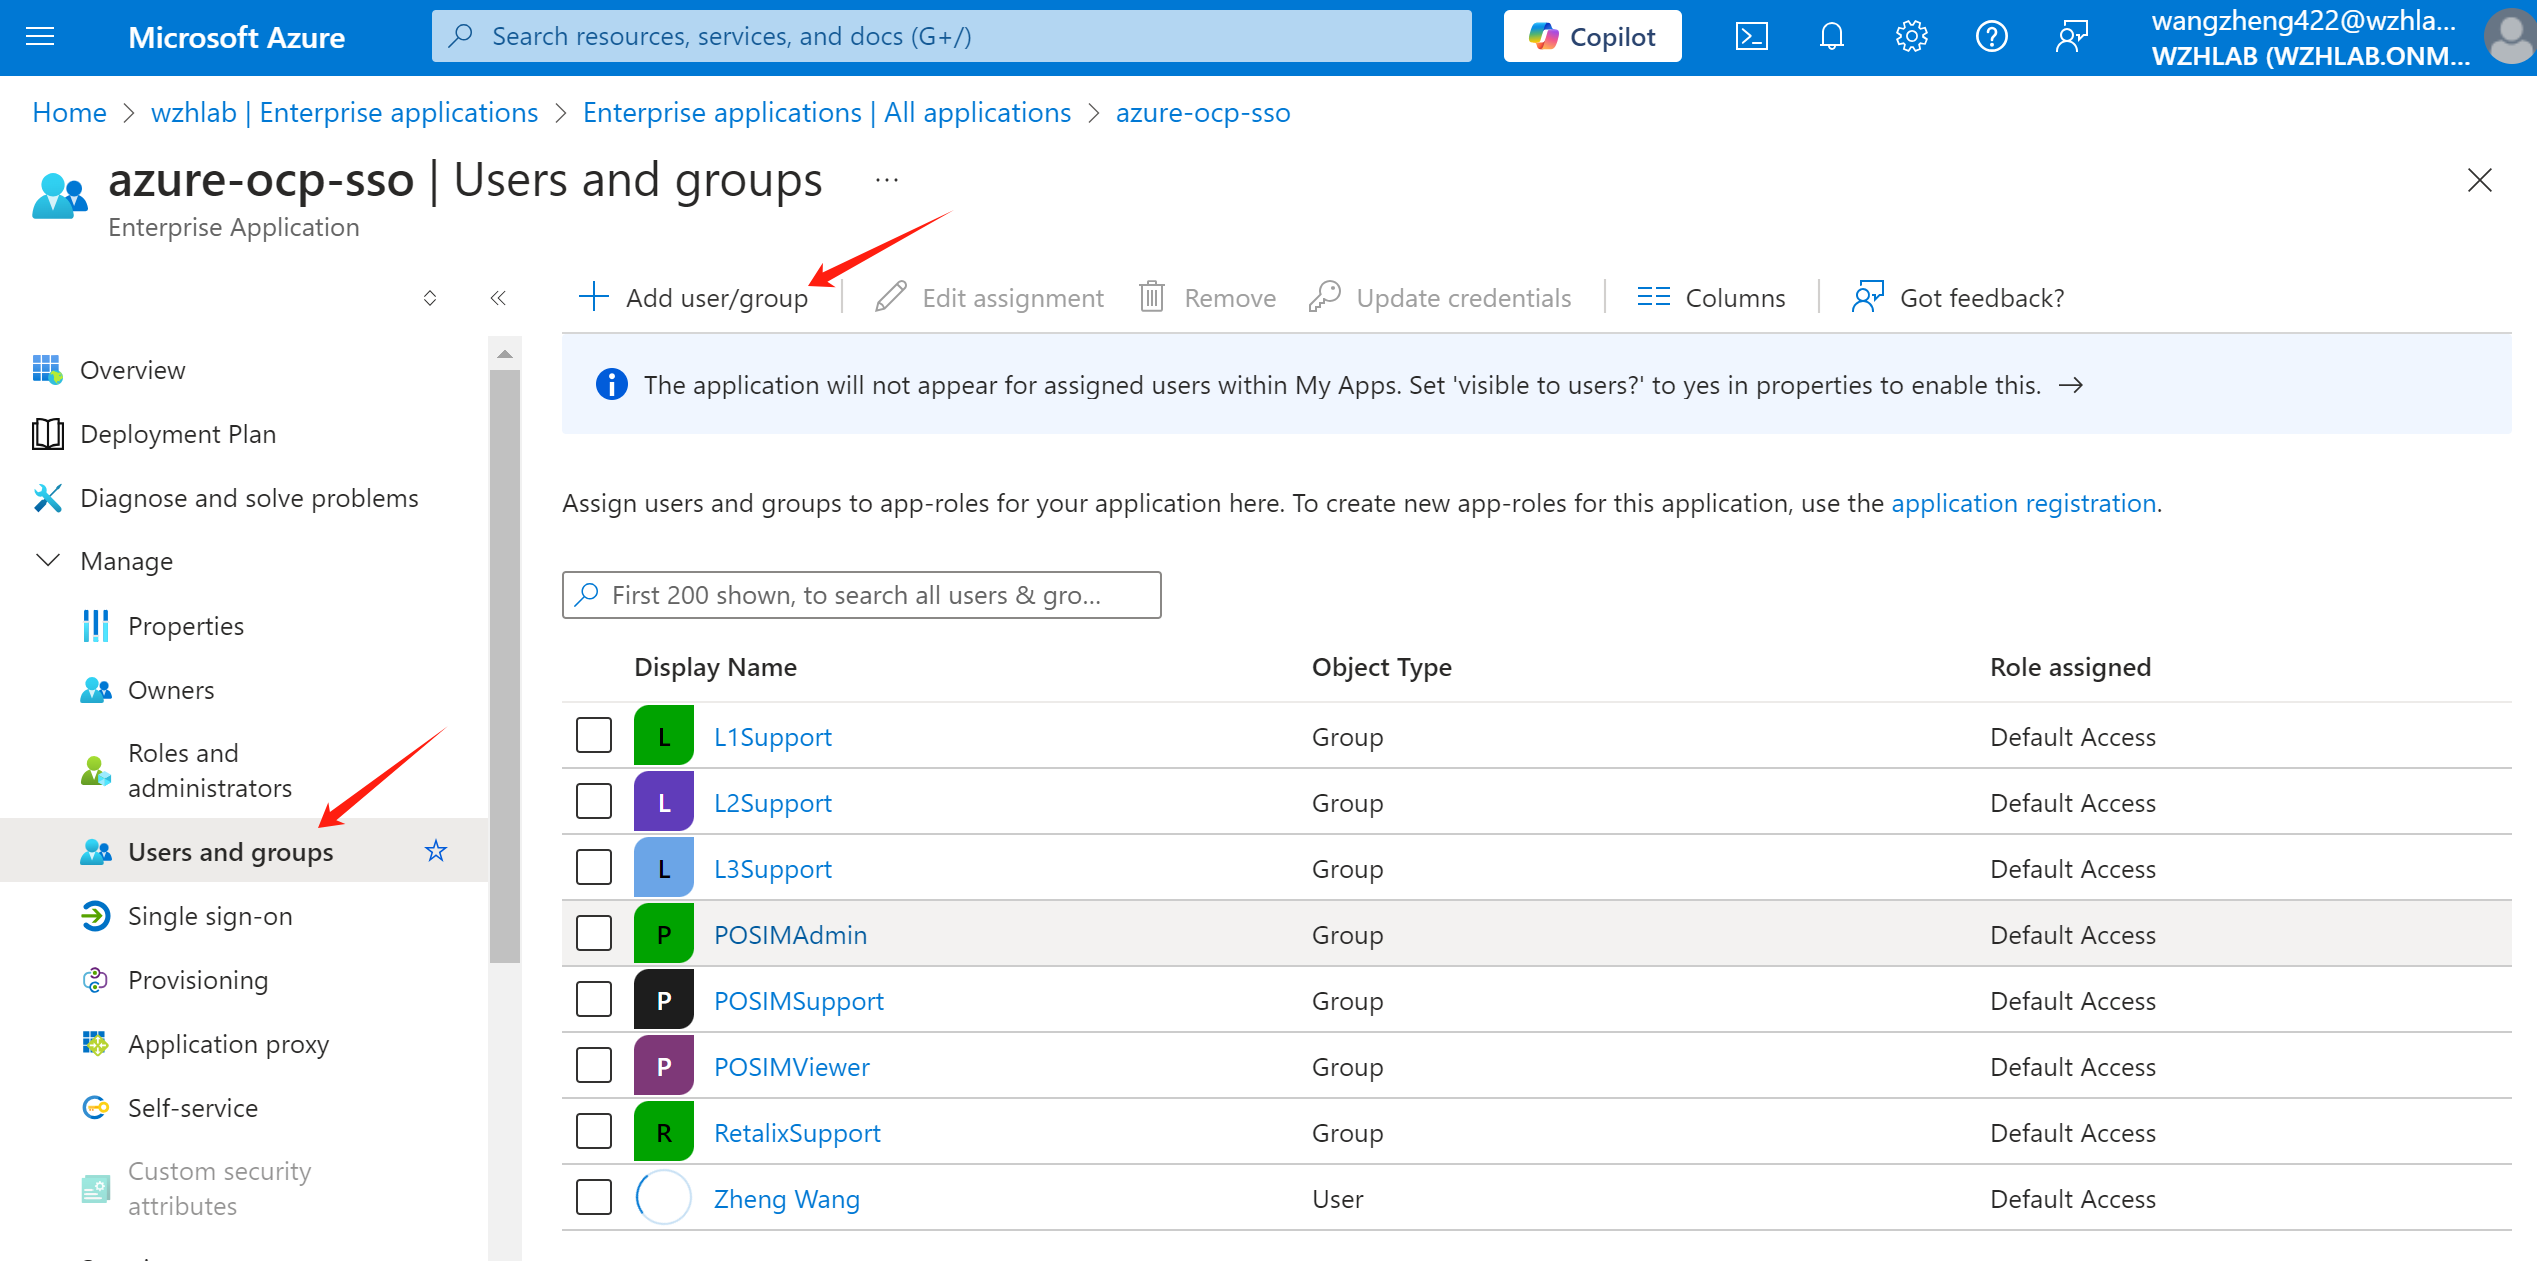 Microsoft Azure
Search resources, services, and docs (G+/)
Copilot
wangzheng422@wzhla...
WZHLAB (WZHLAB.ONM...
Home > wzhlab | Enterprise applications > Enterprise applications | All applications > azure-ocp-sso
azure-ocp-sso | Users and groups ...
Enterprise Application
Add user/group
Edit assignment
Remove
Update credentials
Columns
Got feedback?
Overview
Deployment Plan
Diagnose and solve problems
Manage
Properties
Owners
Roles and
administrators
Users and groups
Single sign-on
Provisioning
Application proxy
Self-service
Custom security
attributes
The application will not appear for assigned users within My Apps. Set 'visible to users?' to yes in properties to enable this. →
Assign users and groups to app-roles for your application here. To create new app-roles for this application, use the application registration.
First 200 shown, to search all users & gro...
Display Name Object Type Role assigned
L L1Support Group Default Access
L L2Support Group Default Access
L L3Support Group Default Access
P POSIMAdmin Group Default Access
P POSIMSupport Group Default Access
P POSIMViewer Group Default Access
R RetalixSupport Group Default Access
Zheng Wang User Default Access